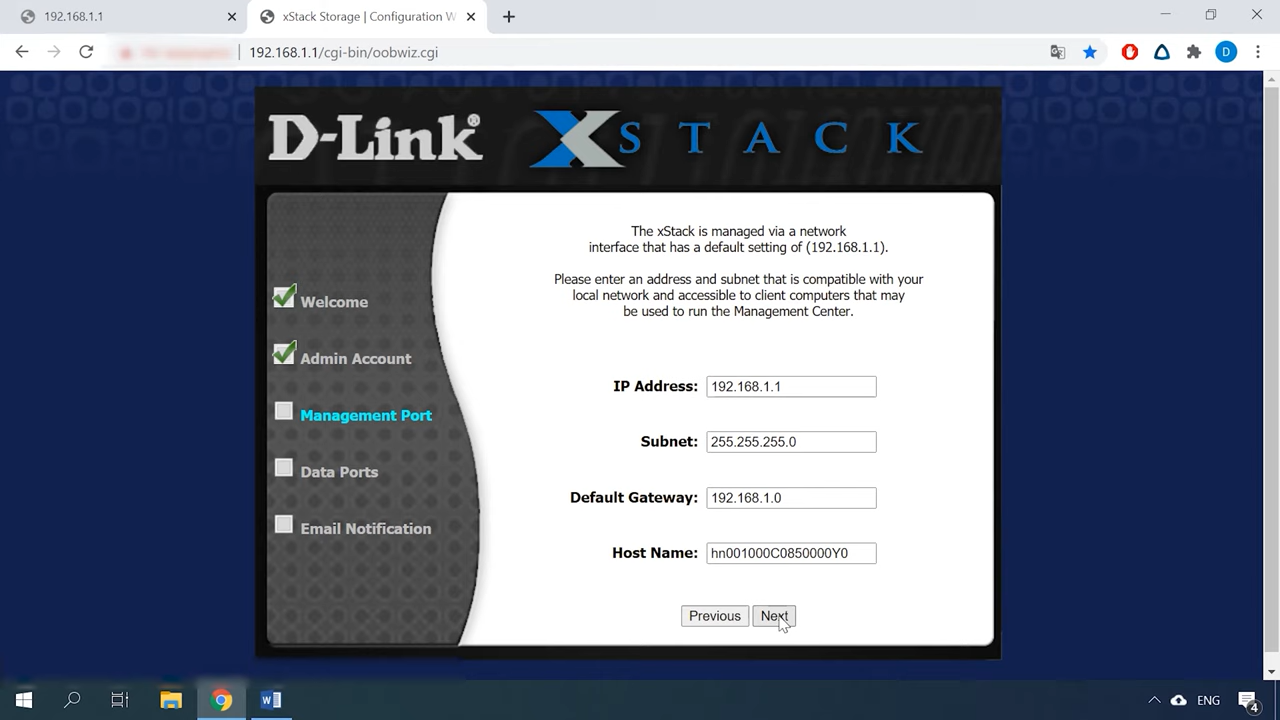 192.168.1.1
xStack Storage | Configuration W
192.168.1.1/cgi-bin/oobwiz.cgi
D
D-Link®
XSTACK
The xStack is managed via a network
interface that has a default setting of (192.168.1.1).
Please enter an address and subnet that is compatible with your
local network and accessible to client computers that may
be used to run the Management Center.
Welcome
Admin Account
Management Port
Data Ports
Email Notification
IP Address: 192.168.1.1
Subnet: 255.255.255.0
Default Gateway: 192.168.1.0
Host Name: hn001000C0850000Y0
Previous Next
ENG
4